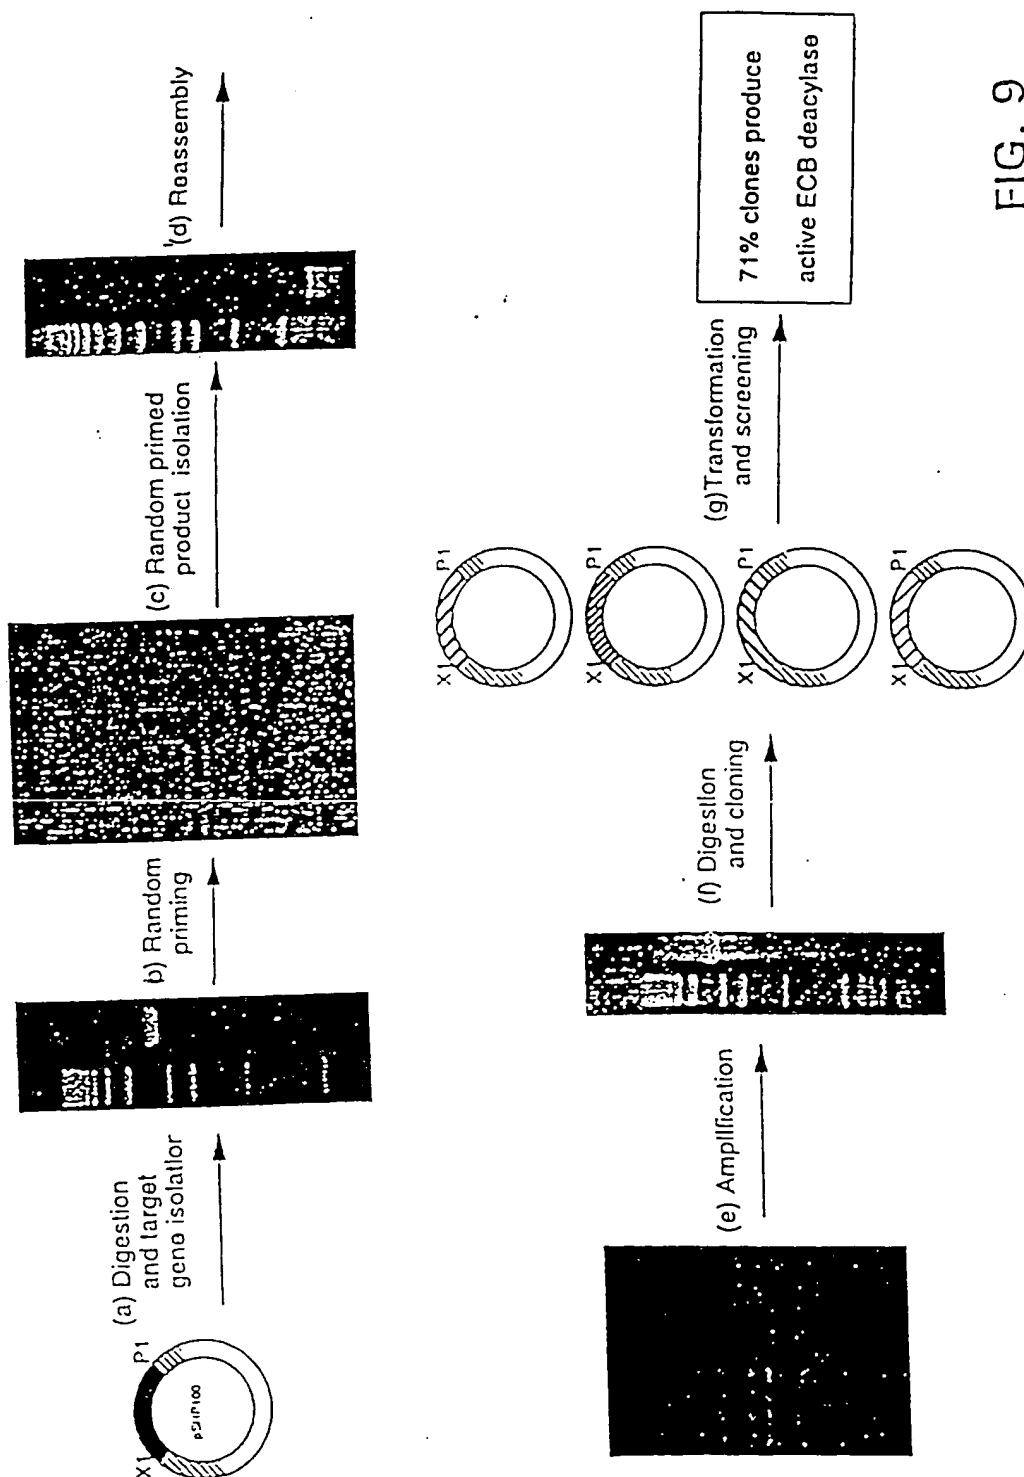 X1
P1
(a) Digestion
and target
gene isolation
b) Random
priming
(c) Random primed
product isolation
(d) Reassembly
(e) Amplification
(f) Digestion
and cloning
X1
P1
X1
P1
X1
P1
X1
P1
(g)Transformation
and screening
71% clones produce
active ECB deacylase
FIG. 9